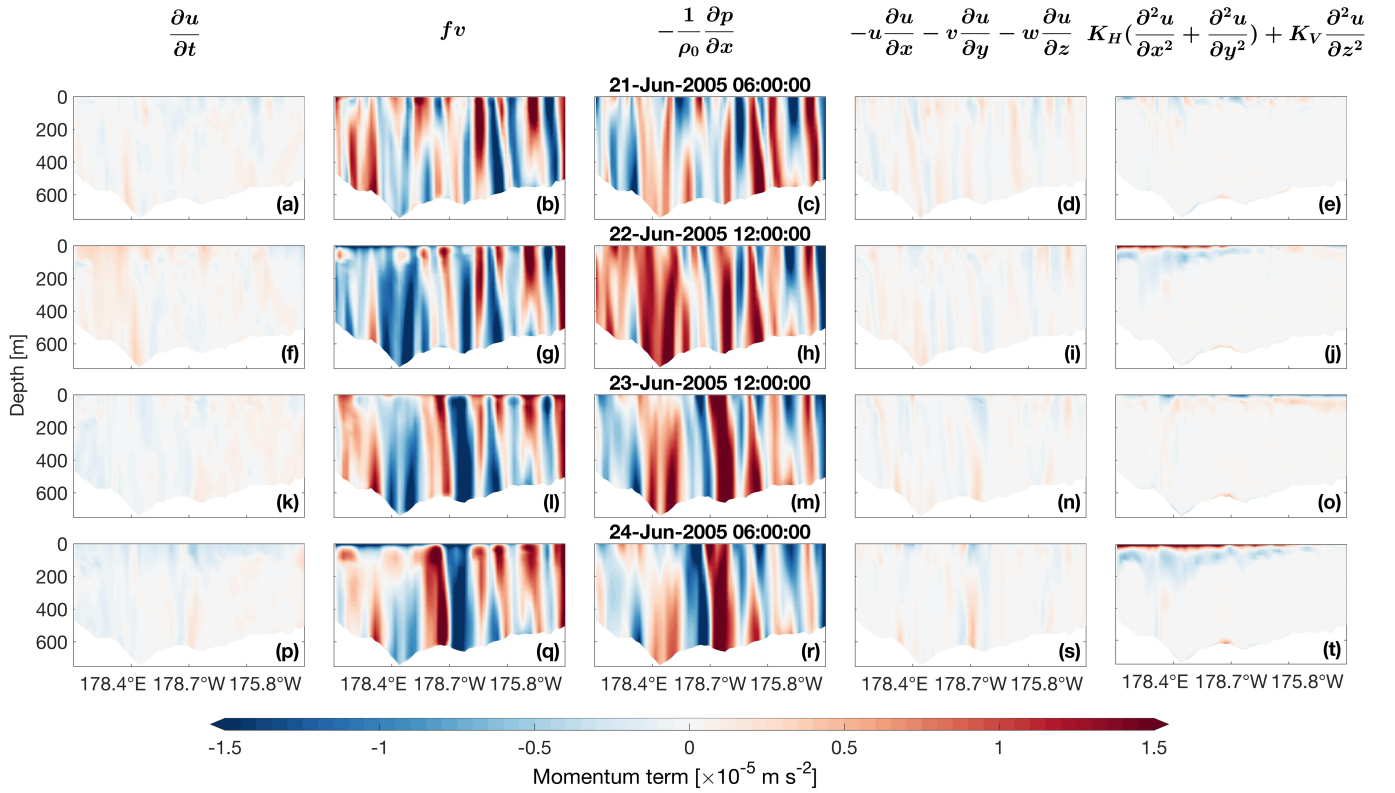 ∂u/∂t fv -1/ρ₀ ∂p/∂x -u ∂u/∂x - v ∂u/∂y - w ∂u/∂z K_H(∂²u/∂x² + ∂²u/∂y²) + K_V ∂²u/∂z²
21-Jun-2005 06:00:00
0
200
400
600
(a) (b) (c) (d) (e)
22-Jun-2005 12:00:00
0
200
400
600
(f) (g) (h) (i) (j)
Depth [m]
23-Jun-2005 12:00:00
0
200
400
600
(k) (l) (m) (n) (o)
24-Jun-2005 06:00:00
0
200
400
600
(p) (q) (r) (s) (t)
178.4°E 178.7°W 175.8°W 178.4°E 178.7°W 175.8°W 178.4°E 178.7°W 175.8°W 178.4°E 178.7°W 175.8°W 178.4°E 178.7°W 175.8°W
-1.5 -1 -0.5 0 0.5 1 1.5
Momentum term [×10⁻⁵ m s⁻²]